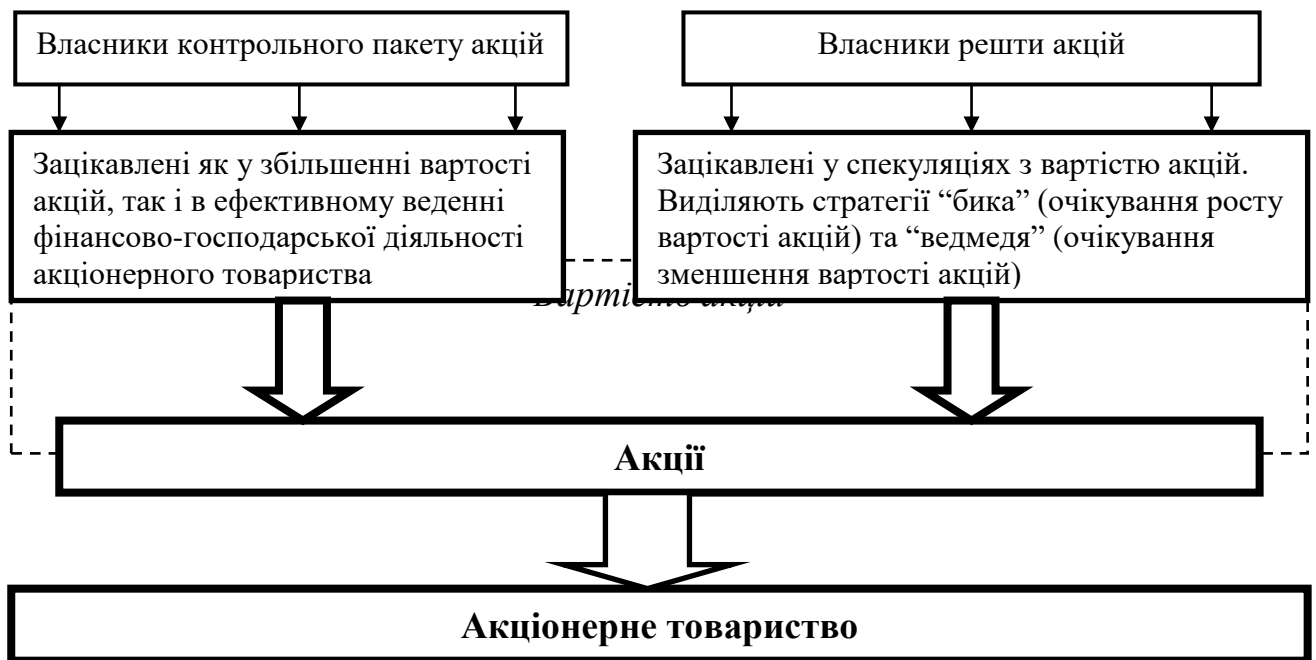 Власники контрольного пакету акцій
Власники решти акцій
Зацікавлені як у збільшенні вартості
акцій, так і в ефективному веденні
фінансово-господарської діяльності
акціонерного товариства
Зацікавлені у спекуляціях з вартістю акцій.
Виділяють стратегії “бика” (очікування росту
вартості акцій) та “ведмедя” (очікування
зменшення вартості акцій)
Вартість акцій
Акції
Акціонерне товариство